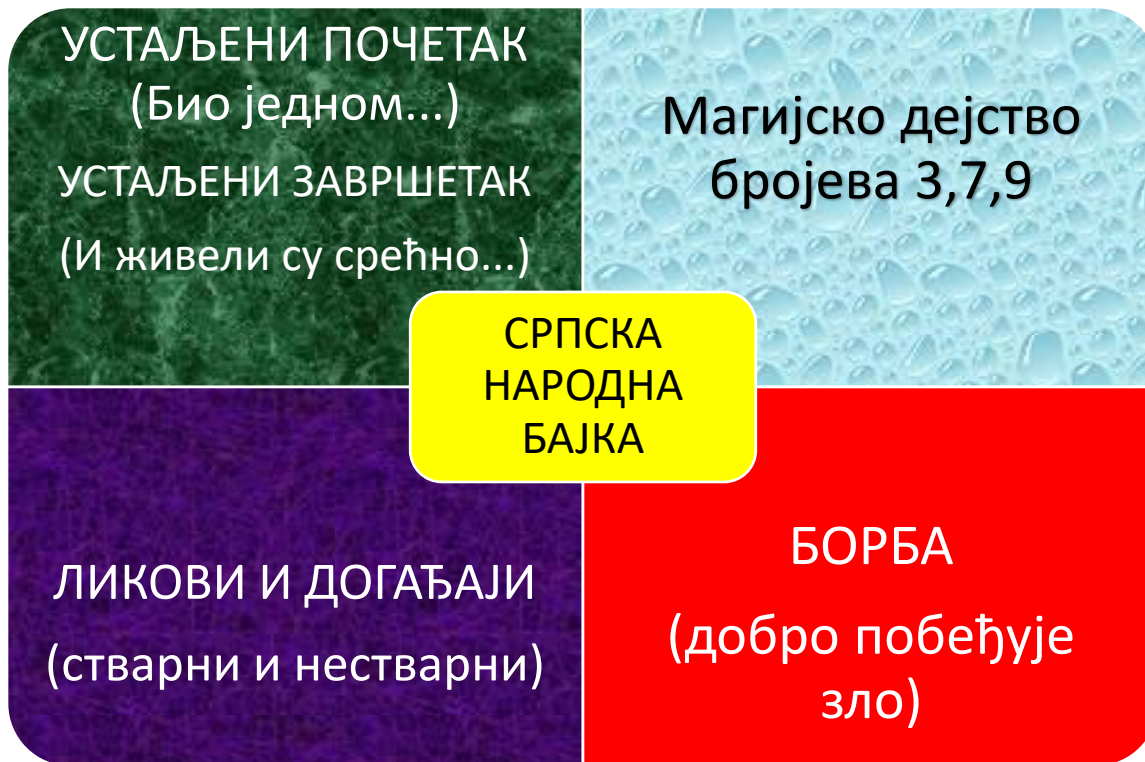 УСТАЉЕНИ ПОЧЕТАК
(Био једном...)
УСТАЉЕНИ ЗАВРШЕТАК
(И живели су срећно...)
Магијско дејство
бројева 3,7,9
СРПСКА
НАРОДНА
БАЈКА
ЛИКОВИ И ДОГАЂАЈИ
(стварни и нестварни)
БОРБА
(добро побеђује
зло)